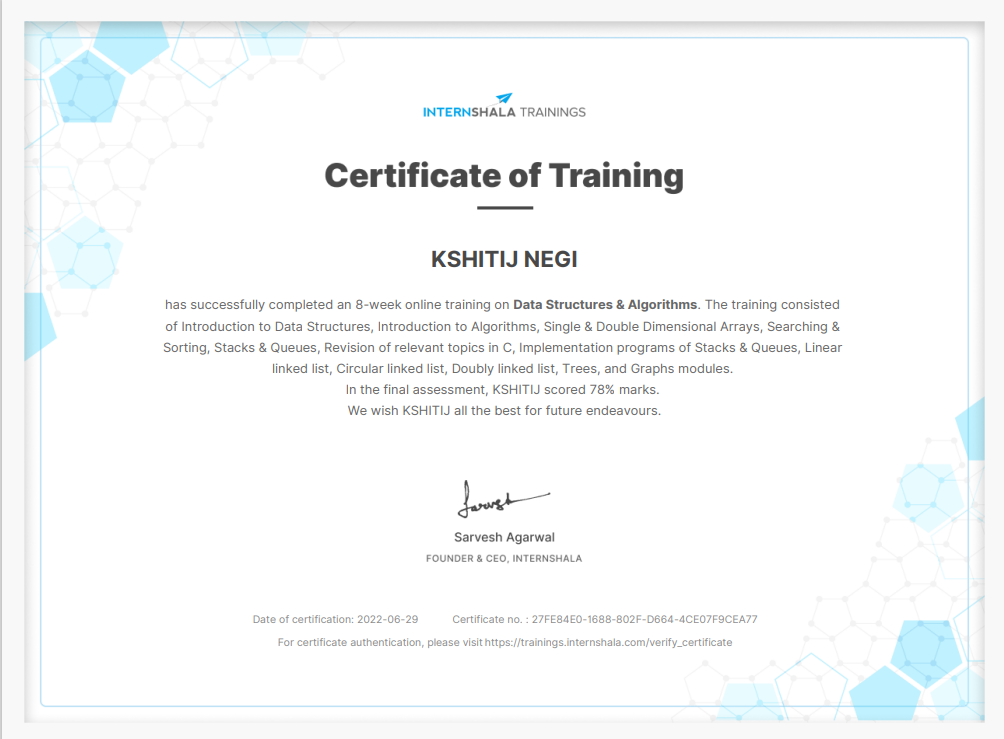 INTERNSHALA TRAININGS
Certificate of Training
KSHITIJ NEGI
has successfully completed an 8-week online training on Data Structures & Algorithms. The training consisted
of Introduction to Data Structures, Introduction to Algorithms, Single & Double Dimensional Arrays, Searching &
Sorting, Stacks & Queues, Revision of relevant topics in C, Implementation programs of Stacks & Queues, Linear
linked list, Circular linked list, Doubly linked list, Trees, and Graphs modules.
In the final assessment, KSHITIJ scored 78% marks.
We wish KSHITIJ all the best for future endeavours.
Sarvesh
Sarvesh Agarwal
FOUNDER & CEO, INTERNSHALA
Date of certification: 2022-06-29 Certificate no. : 27FE84E0-1688-802F-D664-4CE07F9CEA77
For certificate authentication, please visit https://trainings.internshala.com/verify_certificate